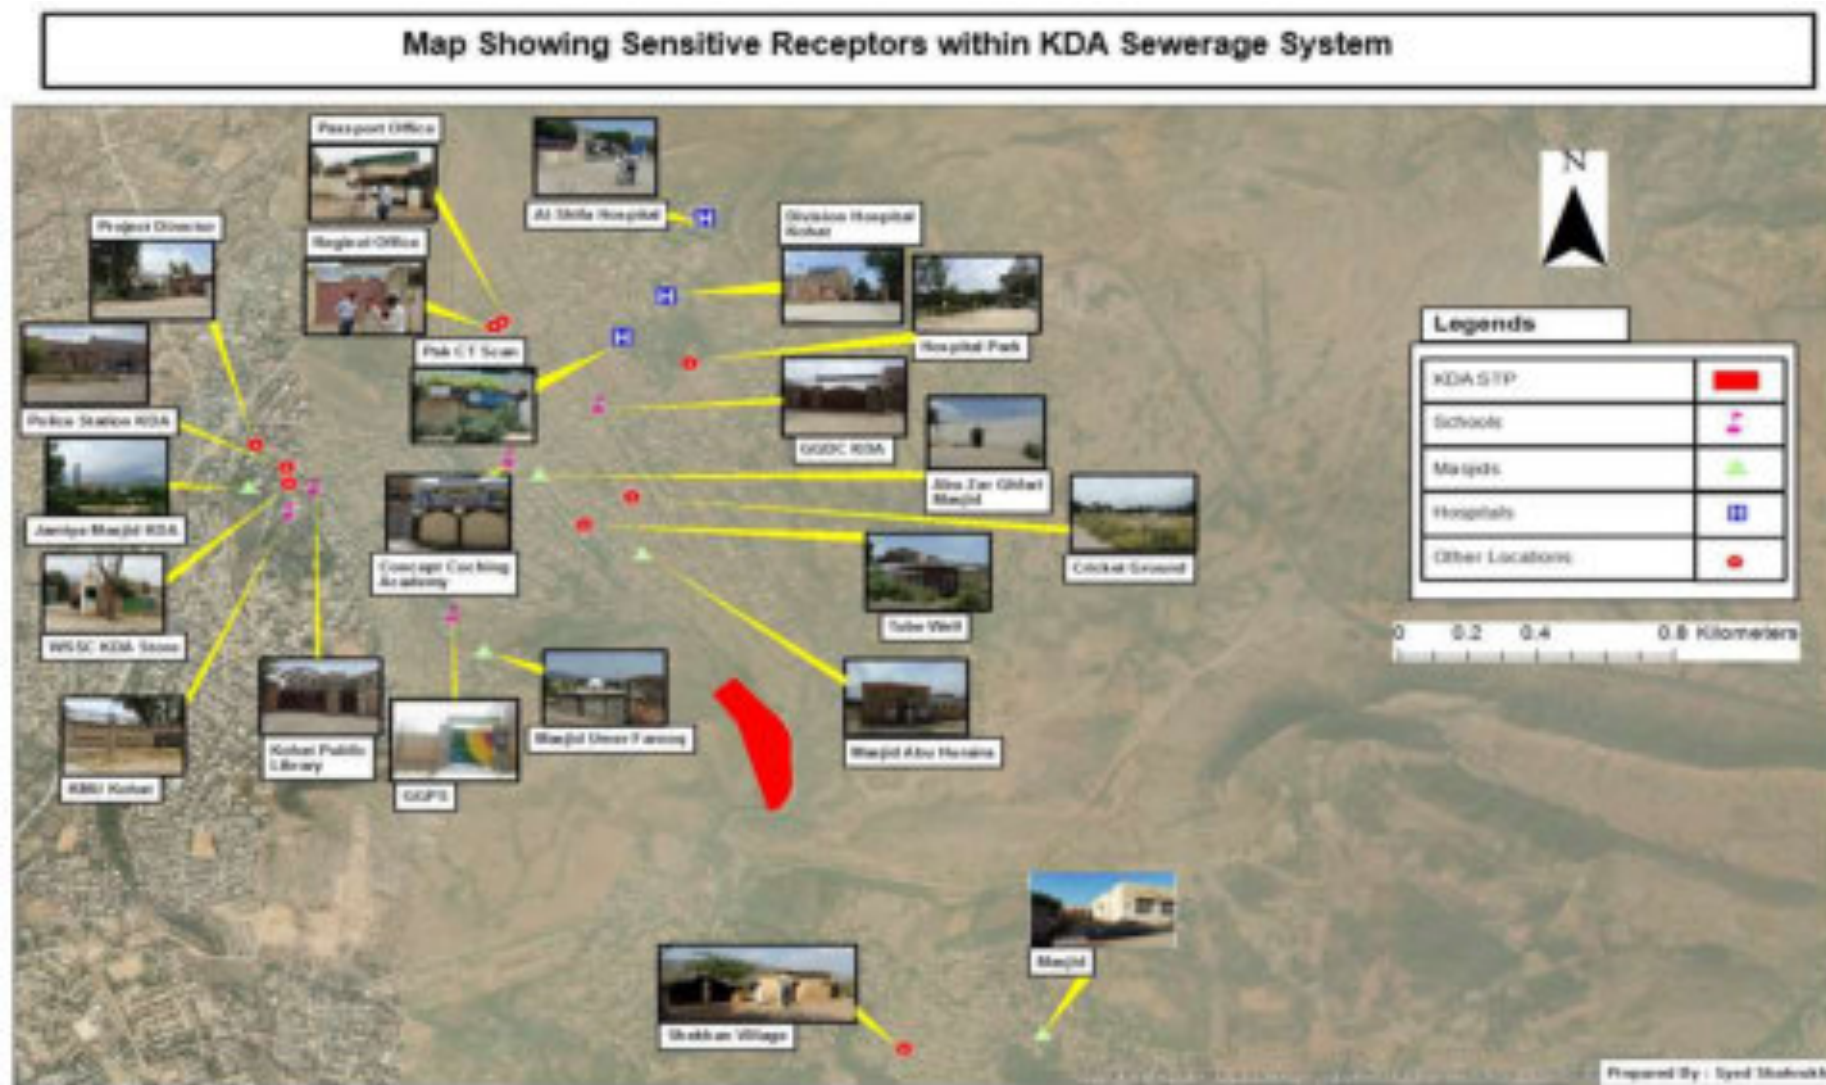 Map Showing Sensitive Receptors within KDA Sewerage System
Passport Office
Al-Shifa Hospital
N
Project Director
Reginal Office
Division Hospital
Kohat
Hospital Park
Pak CT Scan
Police Station KDA
GGDC KDA
Abu Zar Ghfari
Masjid
Jamiya Masjid KDA
Concept Coching
Academy
Cricket Ground
Tube Well
WSSC KDA Store
Masjid Umer Farooq
Masjid Abu Huraira
Kohat Public
Library
KMU Kohat
GGPS
Masjid
Shekhan Village
Legends
KDA STP
Schools
Masjids
H
Hospitals
Other Locations
0 0.2 0.4 0.8 Kilometers
Prepared By : Syed